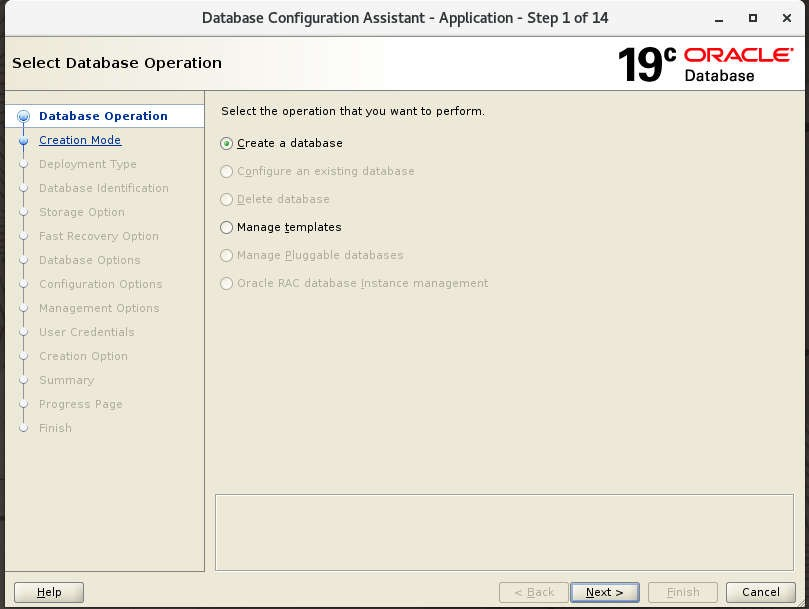 Database Configuration Assistant - Application - Step 1 of 14
Select Database Operation
19c ORACLE
Database
Database Operation
Creation Mode
Deployment Type
Database Identification
Storage Option
Fast Recovery Option
Database Options
Configuration Options
Management Options
User Credentials
Creation Option
Summary
Progress Page
Finish
Select the operation that you want to perform.
Create a database
Configure an existing database
Delete database
Manage templates
Manage Pluggable databases
Oracle RAC database Instance management
Help
< Back
Next >
Finish
Cancel